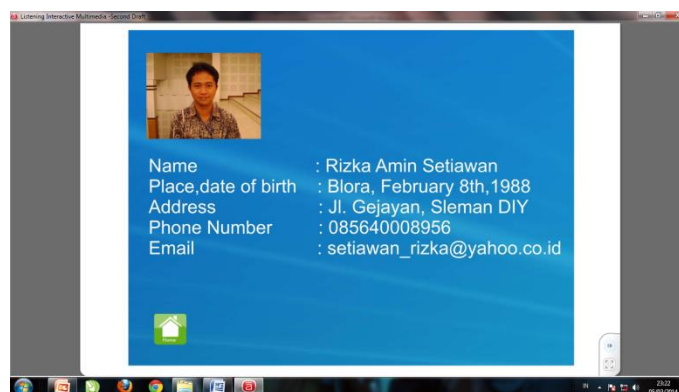 Listening Interactive Multimedia -Second Draft
Name : Rizka Amin Setiawan
Place,date of birth : Blora, February 8th,1988
Address : Jl. Gejayan, Sleman DIY
Phone Number : 085640008956
Email : setiawan_rizka@yahoo.co.id
Home
IN
23:22